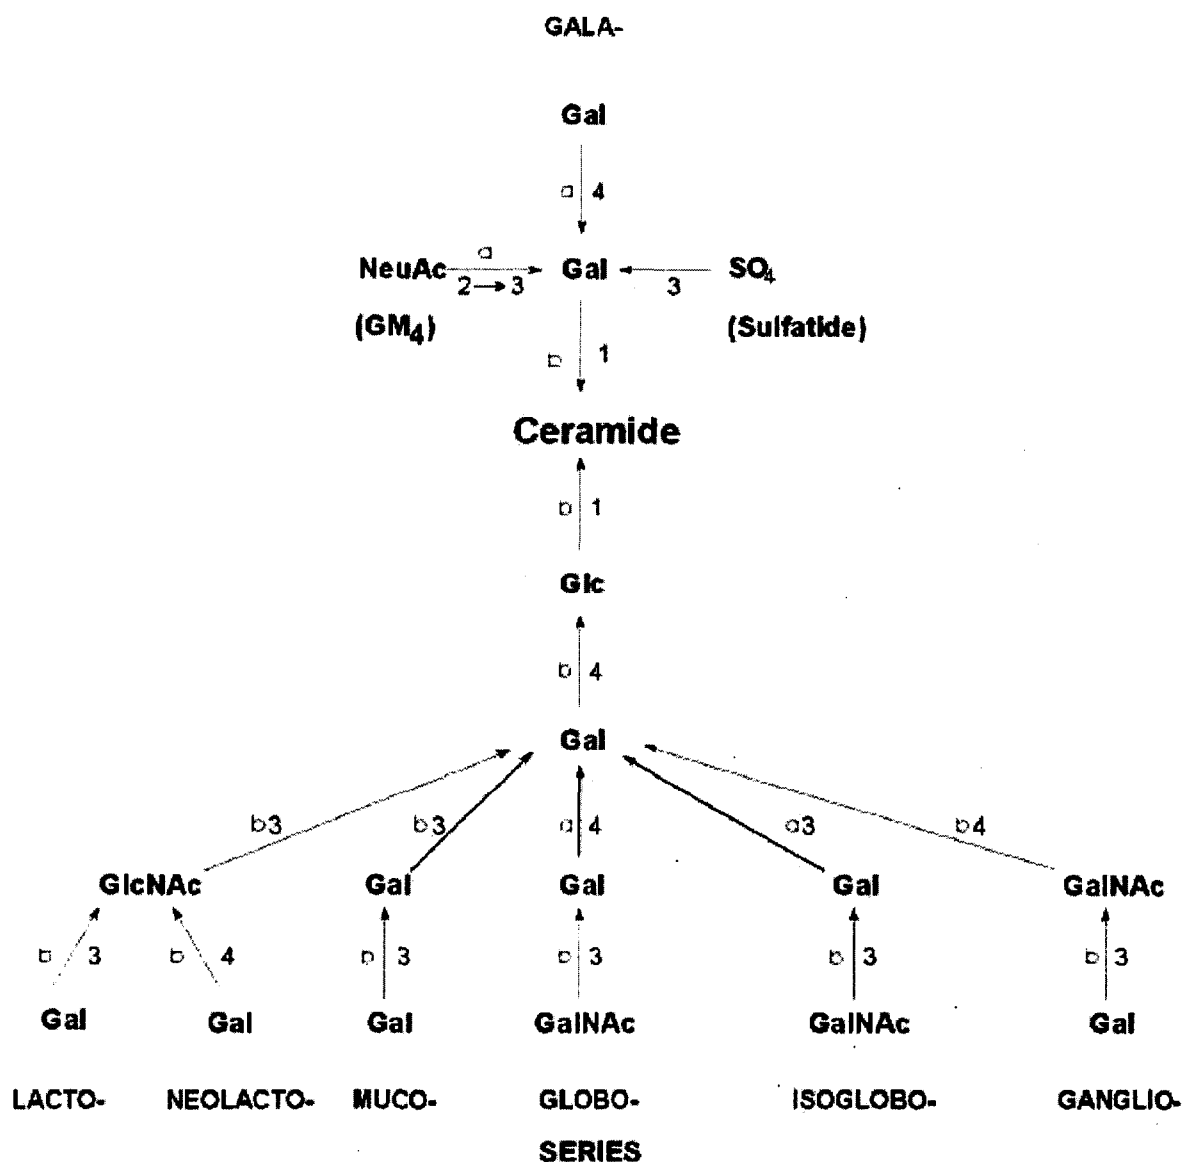 GALA-
Gal
a 4
NeuAc a 2→3 Gal 3 SO4
(GM4) (Sulfatide)
b 1
Ceramide
b 1
Glc
b 4
Gal
b3 b3 a 4 a3 b4
GlcNAc Gal Gal Gal GalNAc
b 3 b 4 b 3 b 3 b 3 b 3
Gal Gal Gal GalNAc GalNAc Gal
LACTO- NEOLACTO- MUCO- GLOBO- ISOGLOBO- GANGLIO-
SERIES